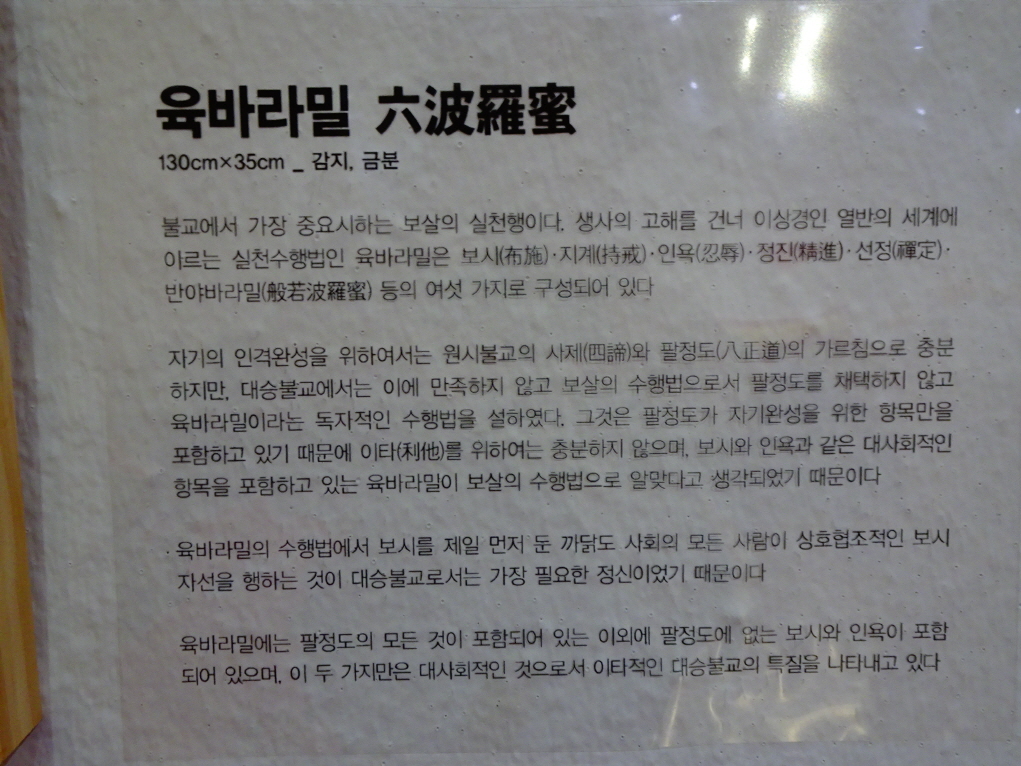 육바라밀 六波羅蜜
130cm×35cm _ 감지, 금분
불교에서 가장 중요시하는 보살의 실천행이다. 생사의 고해를 건너 이상경인 열반의 세계에
이르는 실천수행법인 육바라밀은 보시(布施)·지계(持戒)·인욕(忍辱)·정진(精進)·선정(禪定)·
반야바라밀(般若波羅蜜) 등의 여섯 가지로 구성되어 있다
자기의 인격완성을 위하여서는 원시불교의 사제(四諦)와 팔정도(八正道)의 가르침으로 충분
하지만, 대승불교에서는 이에 만족하지 않고 보살의 수행법으로서 팔정도를 채택하지 않고
육바라밀이라는 독자적인 수행법을 설하였다. 그것은 팔정도가 자기완성을 위한 항목만을
포함하고 있기 때문에 이타(利他)를 위하여는 충분하지 않으며, 보시와 인욕과 같은 대사회적인
항목을 포함하고 있는 육바라밀이 보살의 수행법으로 알맞다고 생각되었기 때문이다
· 육바라밀의 수행법에서 보시를 제일 먼저 둔 까닭도 사회의 모든 사람이 상호협조적인 보시
자선을 행하는 것이 대승불교로서는 가장 필요한 정신이었기 때문이다
육바라밀에는 팔정도의 모든 것이 포함되어 있는 이외에 팔정도에 없는 보시와 인욕이 포함
되어 있으며, 이 두 가지만은 대사회적인 것으로서 이타적인 대승불교의 특질을 나타내고 있다